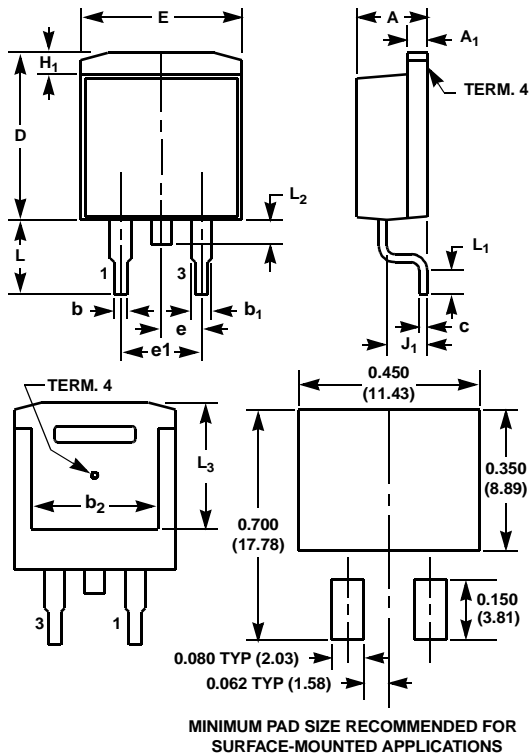 E
H1
D
L
L2
1
3
b
b1
e
e1
A
A1
TERM. 4
L1
c
J1
TERM. 4
L3
b2
3
1
0.450
(11.43)
0.350
(8.89)
0.700
(17.78)
0.150
(3.81)
0.080 TYP (2.03)
0.062 TYP (1.58)
MINIMUM PAD SIZE RECOMMENDED FOR
SURFACE-MOUNTED APPLICATIONS